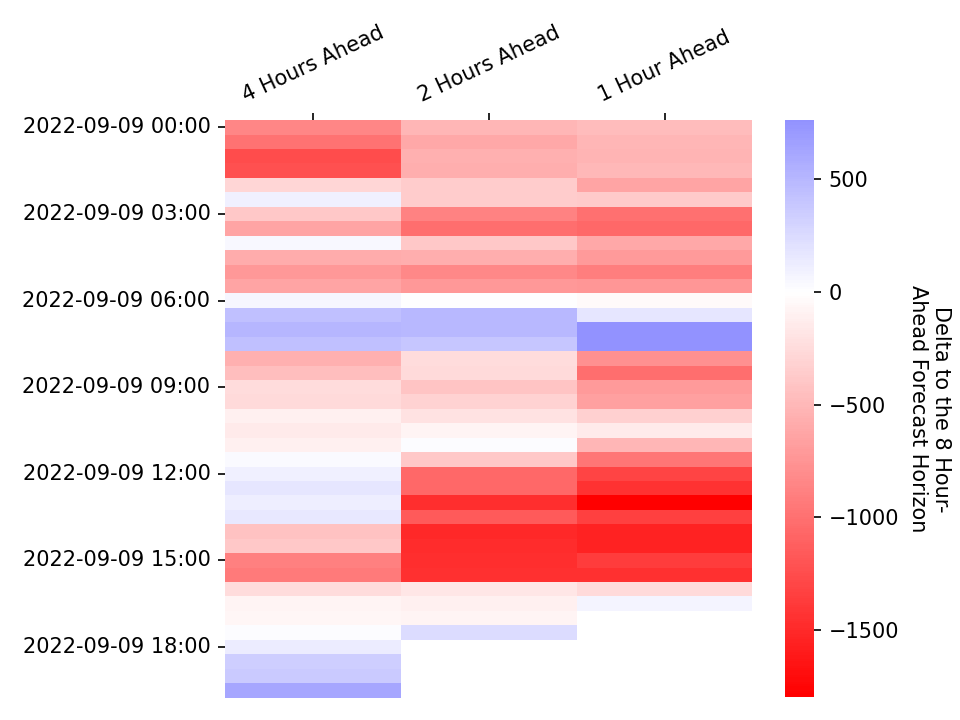 4 Hours Ahead
2 Hours Ahead
1 Hour Ahead
2022-09-09 00:00
2022-09-09 03:00
2022-09-09 06:00
2022-09-09 09:00
2022-09-09 12:00
2022-09-09 15:00
2022-09-09 18:00
500
0
−500
−1000
−1500
Delta to the 8 Hour-
Ahead Forecast Horizon